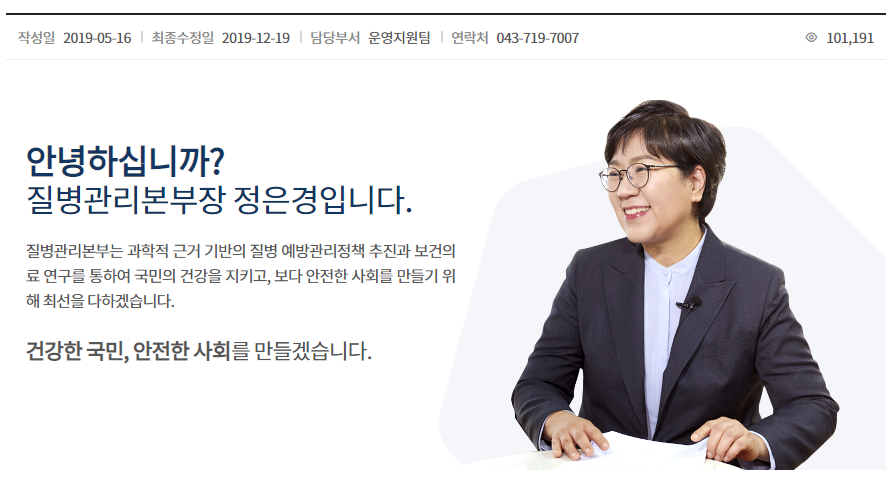 작성일 2019-05-16 | 최종수정일 2019-12-19 | 담당부서 운영지원팀 | 연락처 043-719-7007 101,191
안녕하십니까?
질병관리본부장 정은경입니다.
질병관리본부는 과학적 근거 기반의 질병 예방관리정책 추진과 보건의
료 연구를 통하여 국민의 건강을 지키고, 보다 안전한 사회를 만들기 위
해 최선을 다하겠습니다.
건강한 국민, 안전한 사회를 만들겠습니다.